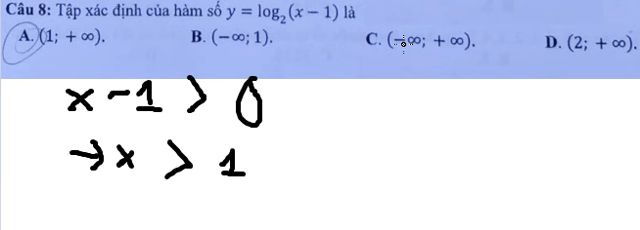 Câu 8: Tập xác định của hàm số y = log₂(x − 1) là
A. (1; +∞). B. (−∞; 1). C. (−∞; +∞). D. (2; +∞).
x − 1 > 0
→ x > 1